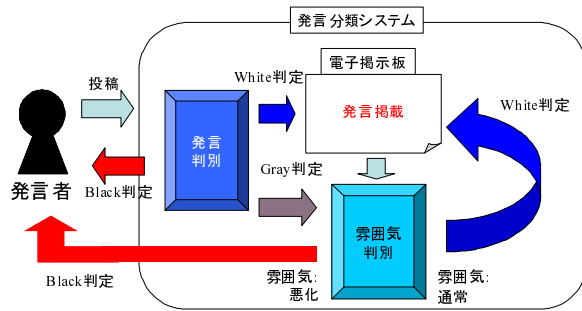 発言分類システム
電子掲示板
投稿
White判定
発言掲載
White判定
発言
判別
発言者
Black判定
Gray判定
雰囲気
判別
Black判定
雰囲気:
悪化
雰囲気:
通常